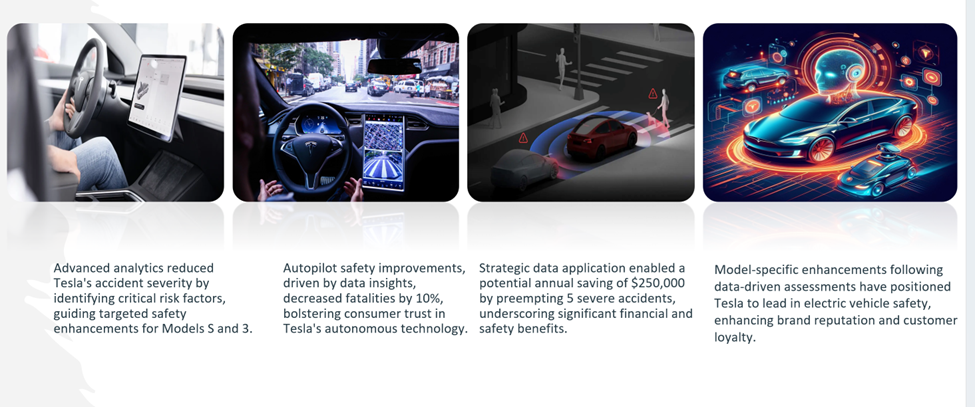 Advanced analytics reduced
Tesla's accident severity by
identifying critical risk factors,
guiding targeted safety
enhancements for Models S and 3.
Autopilot safety improvements,
driven by data insights,
decreased fatalities by 10%,
bolstering consumer trust in
Tesla's autonomous technology.
Strategic data application enabled a
potential annual saving of $250,000
by preempting 5 severe accidents,
underscoring significant financial and
safety benefits.
Model-specific enhancements following
data-driven assessments have positioned
Tesla to lead in electric vehicle safety,
enhancing brand reputation and customer
loyalty.